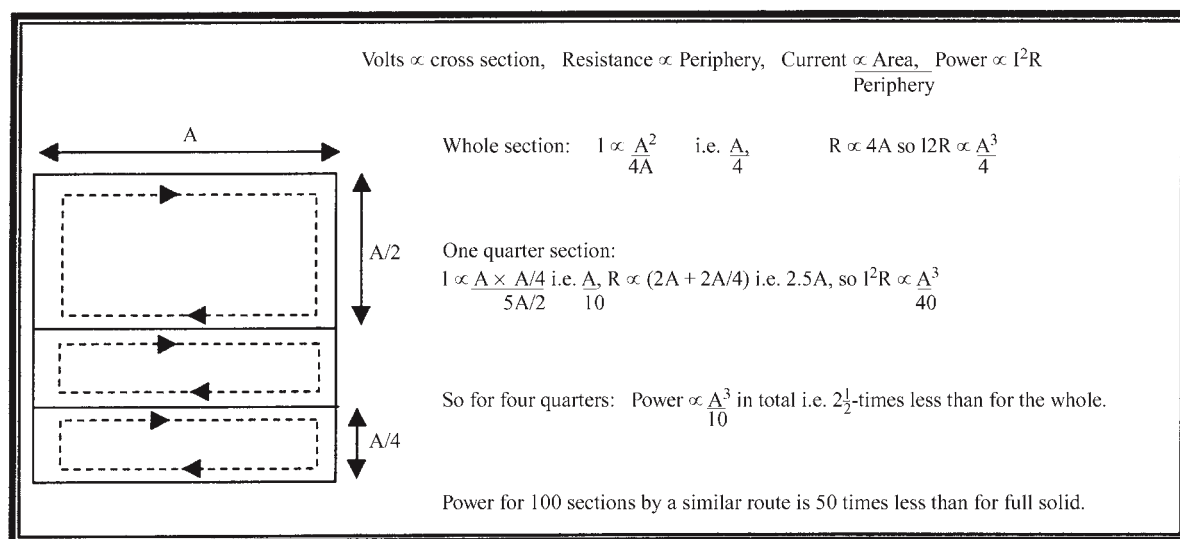 Volts ∝ cross section, Resistance ∝ Periphery, Current ∝ Area, Power ∝ I²R
Periphery
A
Whole section: l ∝ A² i.e. A, R ∝ 4A so l2R ∝ A³
4A 4 4
A/2
One quarter section:
l ∝ A × A/4 i.e. A, R ∝ (2A + 2A/4) i.e. 2.5A, so l²R ∝ A³
5A/2 10 40
So for four quarters: Power ∝ A³ in total i.e. 2½-times less than for the whole.
10
A/4
Power for 100 sections by a similar route is 50 times less than for full solid.